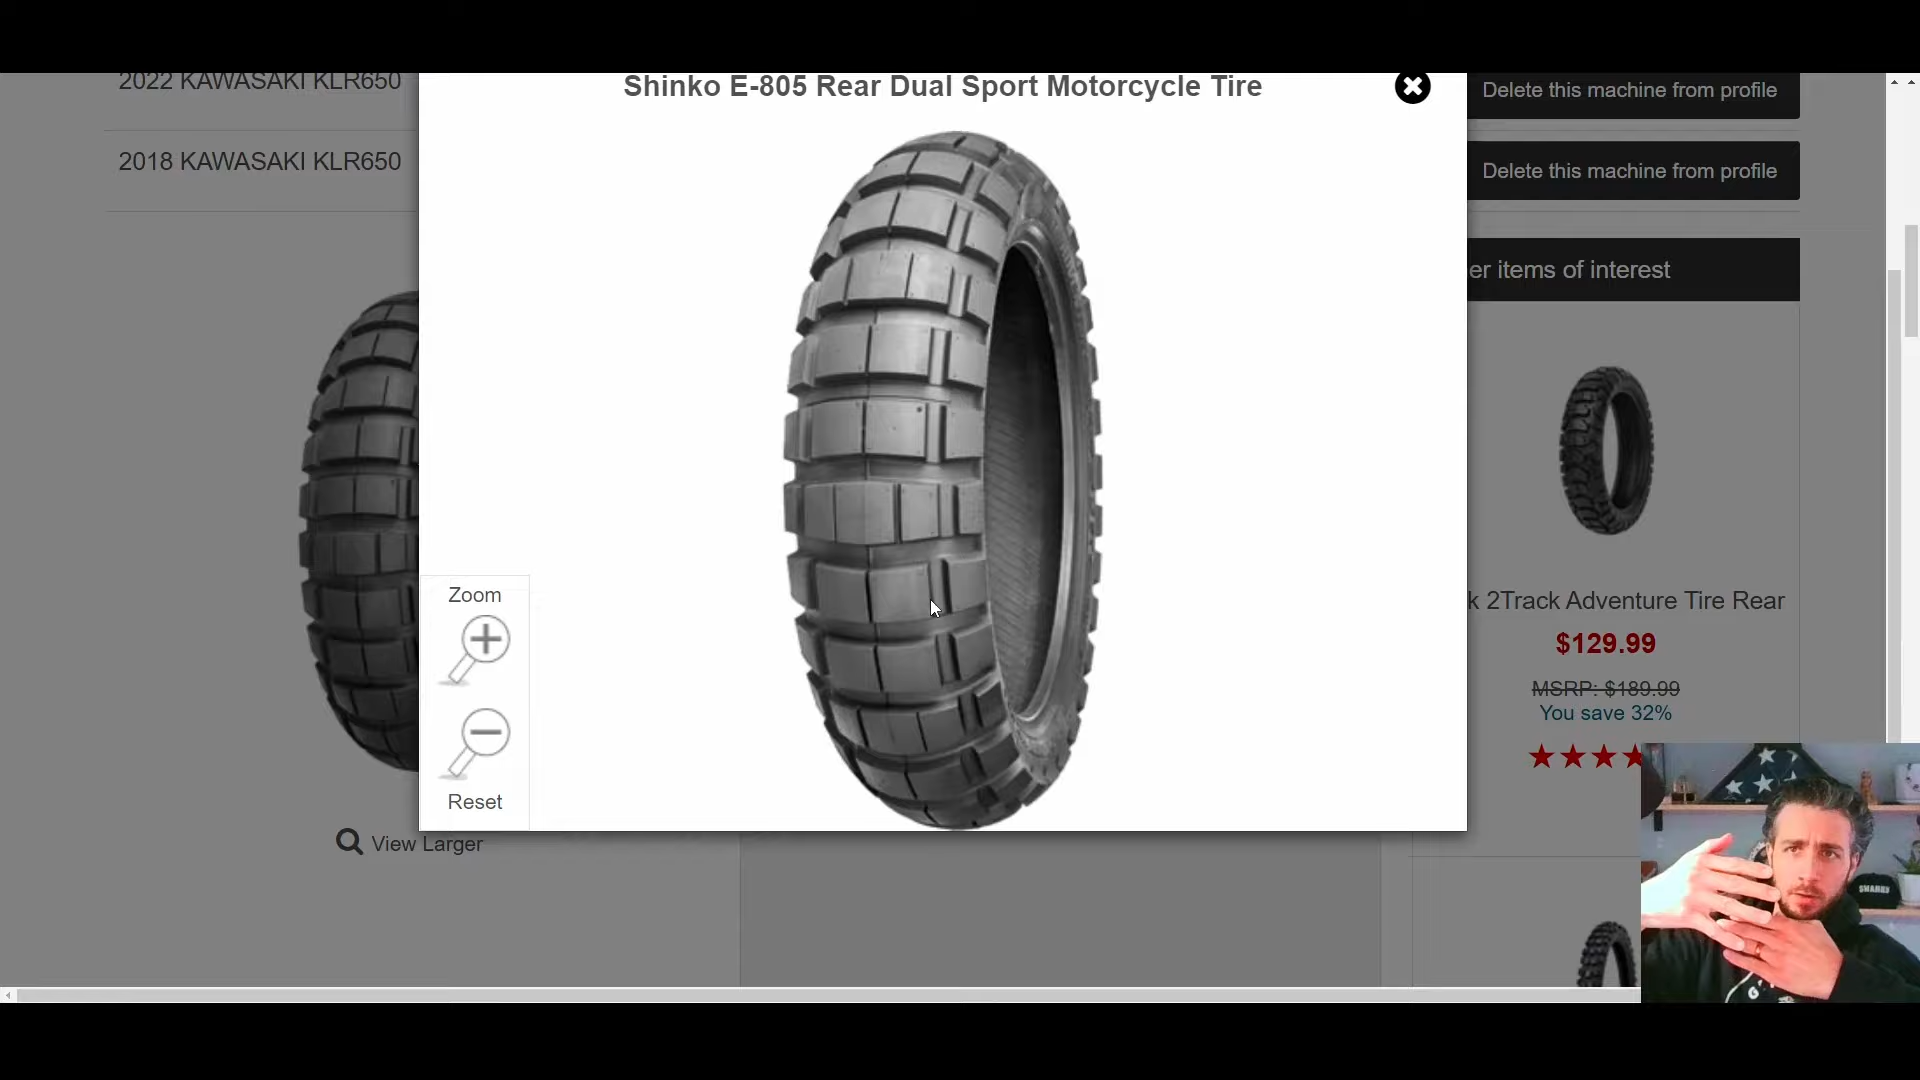 Shinko E-805 Rear Dual Sport Motorcycle Tire
2022 KAWASAKI KLR650
Delete this machine from profile
2018 KAWASAKI KLR650
Delete this machine from profile
er items of interest
Zoom
Reset
View Larger
k 2Track Adventure Tire Rear
$129.99
MSRP: $189.99
You save 32%